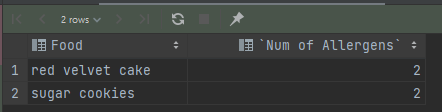 2 rows
Food `Num of Allergens`
1 red velvet cake 2
2 sugar cookies 2